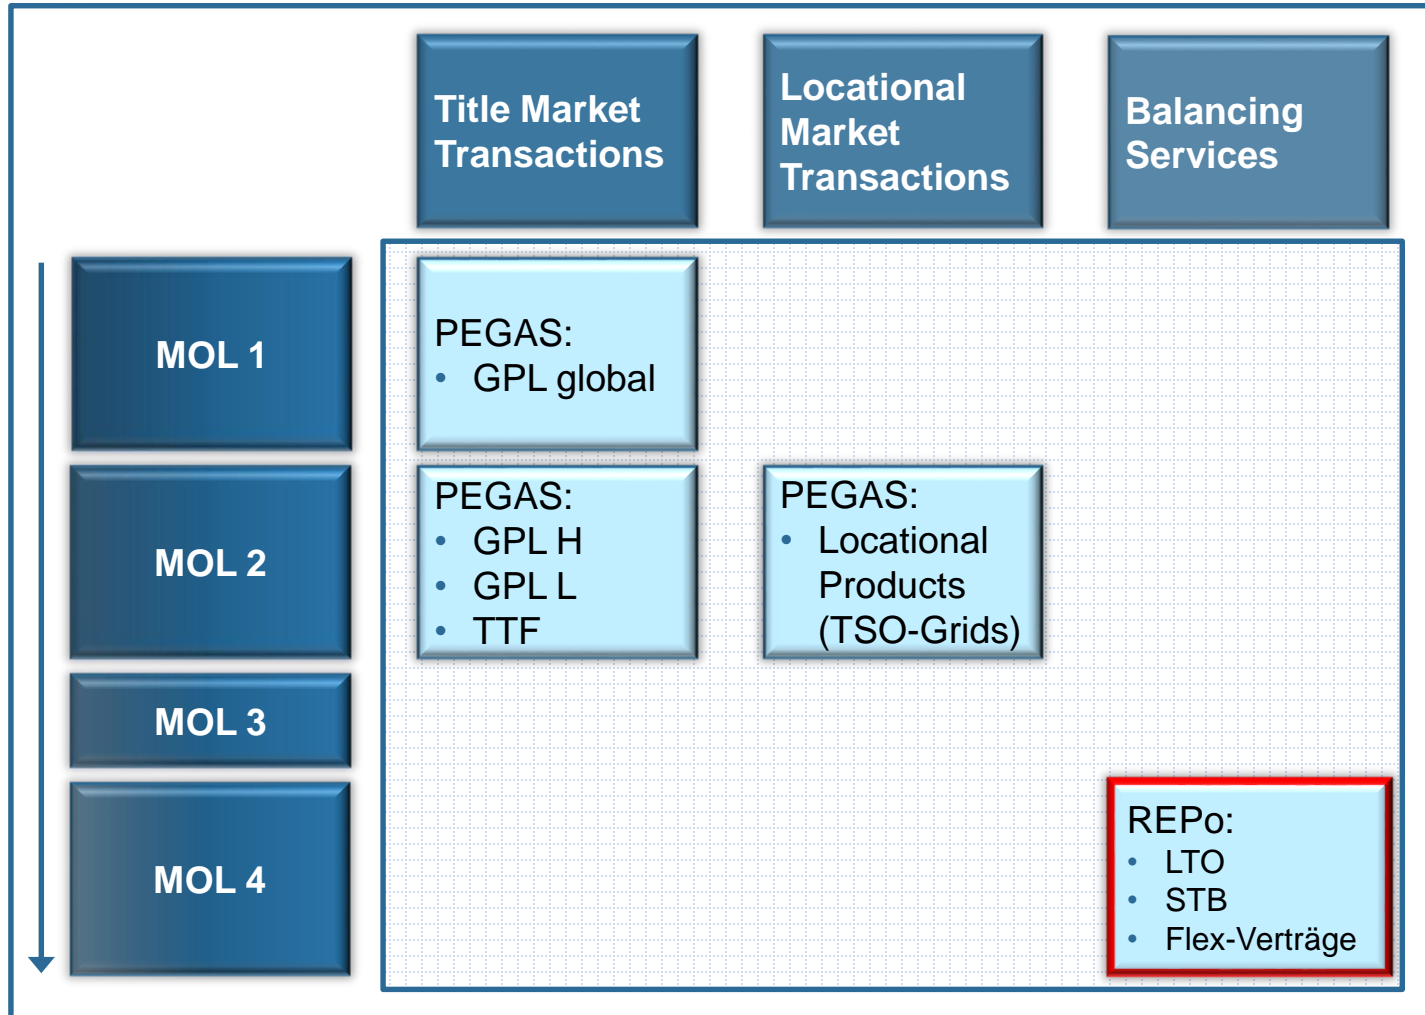 Title Market
Transactions
Locational
Market
Transactions
Balancing
Services
MOL 1
PEGAS:
• GPL global
MOL 2
PEGAS:
• GPL H
• GPL L
• TTF
PEGAS:
• Locational
Products
(TSO-Grids)
MOL 3
MOL 4
REPo:
• LTO
• STB
• Flex-Verträge